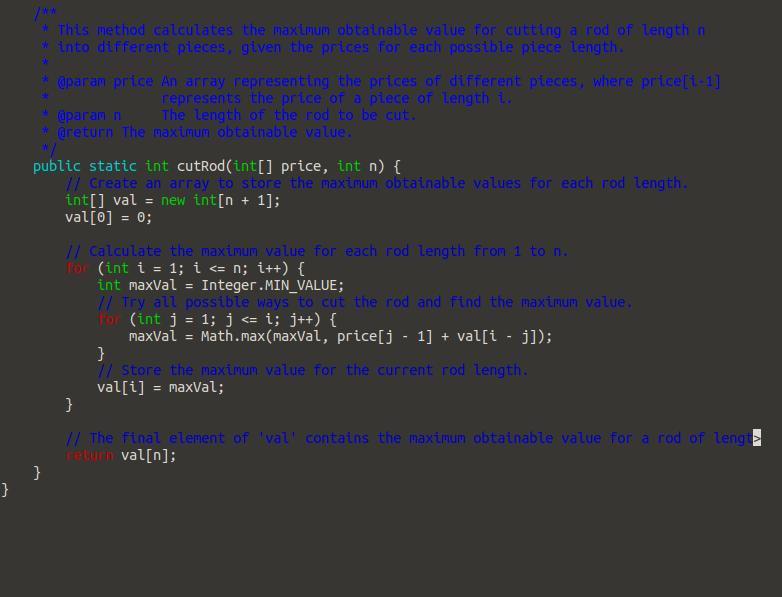 /**
 * This method calculates the maximum obtainable value for cutting a rod of length n
 * into different pieces, given the prices for each possible piece length.
 *
 * @param price An array representing the prices of different pieces, where price[i-1]
 *              represents the price of a piece of length i.
 * @param n     The length of the rod to be cut.
 * @return The maximum obtainable value.
 */
public static int cutRod(int[] price, int n) {
    // Create an array to store the maximum obtainable values for each rod length.
    int[] val = new int[n + 1];
    val[0] = 0;

    // Calculate the maximum value for each rod length from 1 to n.
    for (int i = 1; i <= n; i++) {
        int maxVal = Integer.MIN_VALUE;
        // Try all possible ways to cut the rod and find the maximum value.
        for (int j = 1; j <= i; j++) {
            maxVal = Math.max(maxVal, price[j - 1] + val[i - j]);
        }
        // Store the maximum value for the current rod length.
        val[i] = maxVal;
    }

    // The final element of 'val' contains the maximum obtainable value for a rod of lengt>
    return val[n];
}
}